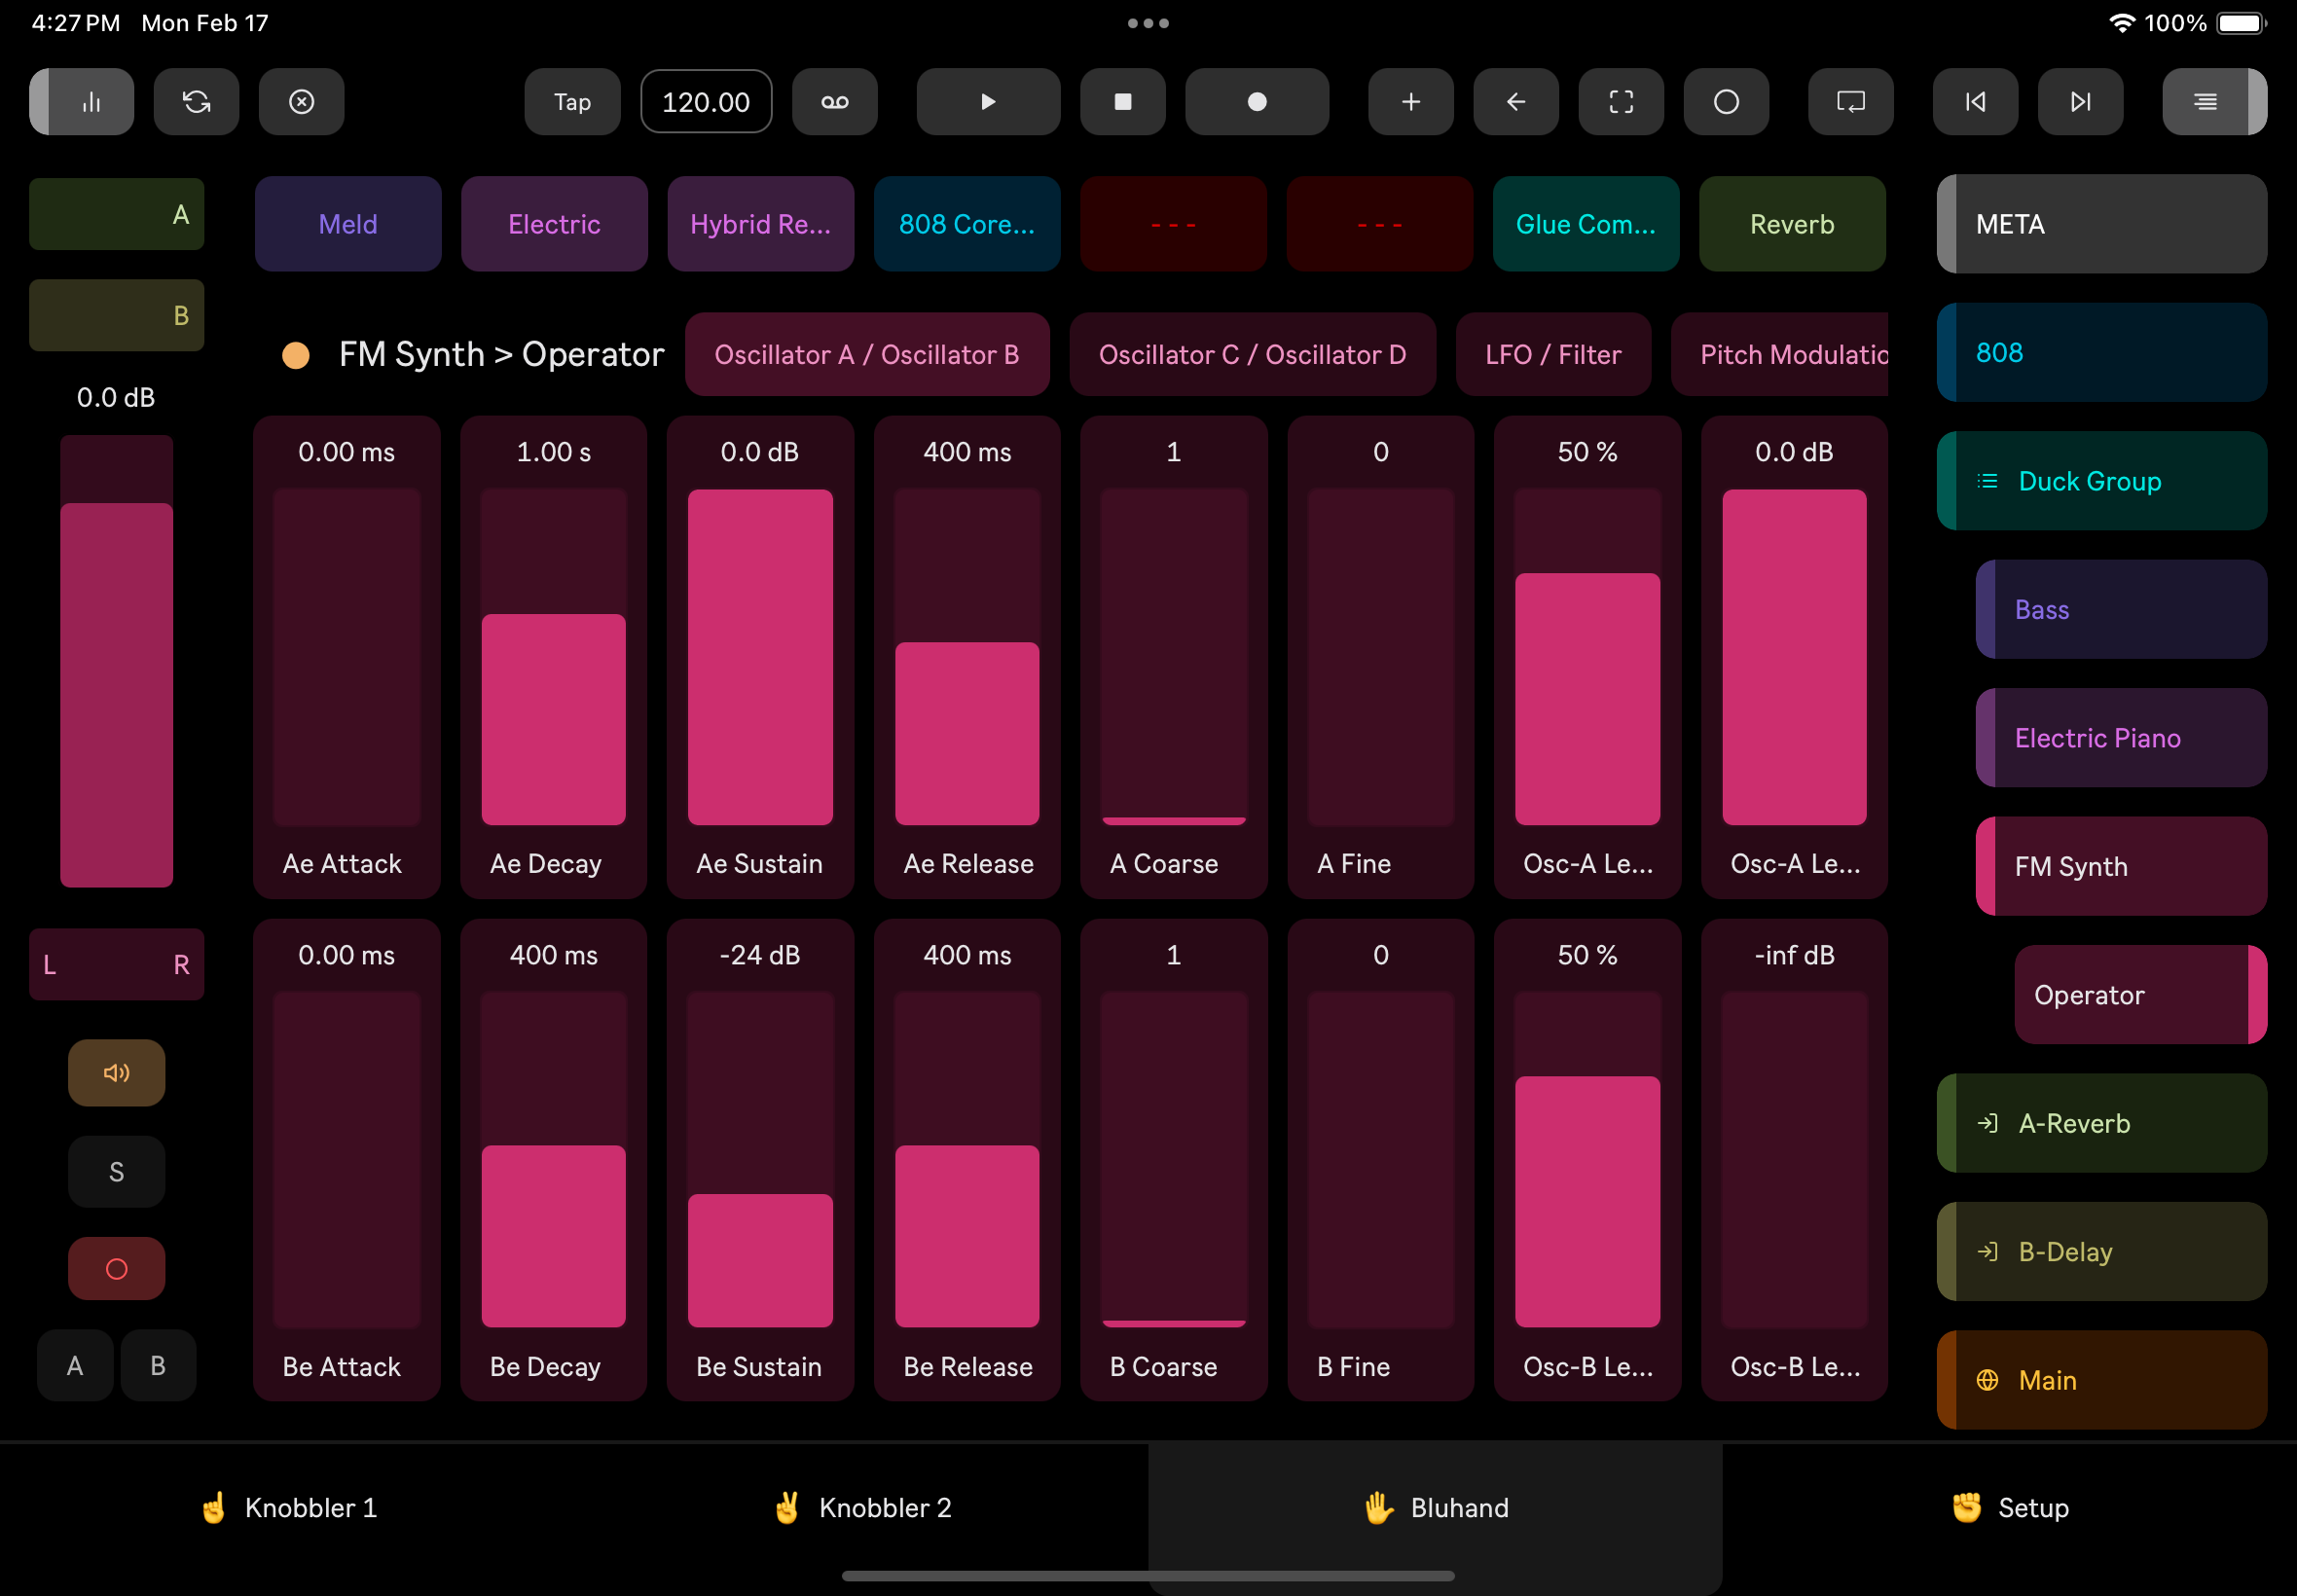 4:27 PM Mon Feb 17
100%
Tap
120.00
A
B
0.0 dB
L R
S
A B
Meld
Electric
Hybrid Re...
808 Core...
---
---
Glue Com...
Reverb
FM Synth > Operator
Oscillator A / Oscillator B
Oscillator C / Oscillator D
LFO / Filter
Pitch Modulatio
0.00 ms
1.00 s
0.0 dB
400 ms
1
0
50 %
0.0 dB
Ae Attack
Ae Decay
Ae Sustain
Ae Release
A Coarse
A Fine
Osc-A Le...
Osc-A Le...
0.00 ms
400 ms
-24 dB
400 ms
1
0
50 %
-inf dB
Be Attack
Be Decay
Be Sustain
Be Release
B Coarse
B Fine
Osc-B Le...
Osc-B Le...
META
808
Duck Group
Bass
Electric Piano
FM Synth
Operator
A-Reverb
B-Delay
Main
Knobbler 1
Knobbler 2
Bluhand
Setup